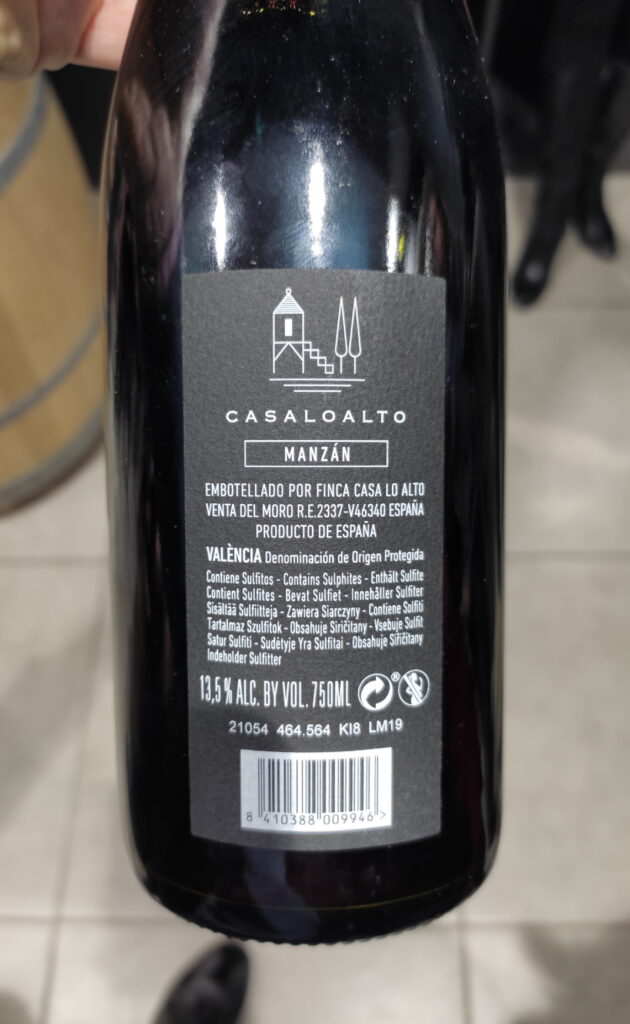 CASALOALTO
MANZÁN
EMBOTELLADO POR FINCA CASA LO ALTO
VENTA DEL MORO R.E.2337-V46340 ESPAÑA
PRODUCTO DE ESPAÑA
VALÈNCIA Denominación de Origen Protegida
Contiene Sulfitos - Contains Sulphites - Enthält Sulfite
Contient Sulfites - Bevat Sulfiet - Innehåller Sulfiter
Sisältää Sulfiitteja - Zawiera Siarczyny - Contiene Solfiti
Tartalmaz Szulfitok - Obsahuje Siričitany - Vsebuje Sulfit
Satur Sulfiti - Sudėtyje Yra Sulfitai - Obsahuje Siřičitany
Indeholder Sulfitter
13,5 % ALC. BY VOL. 750ML ®
21054 464.564 KI8 LM19
8 410388 009946 >